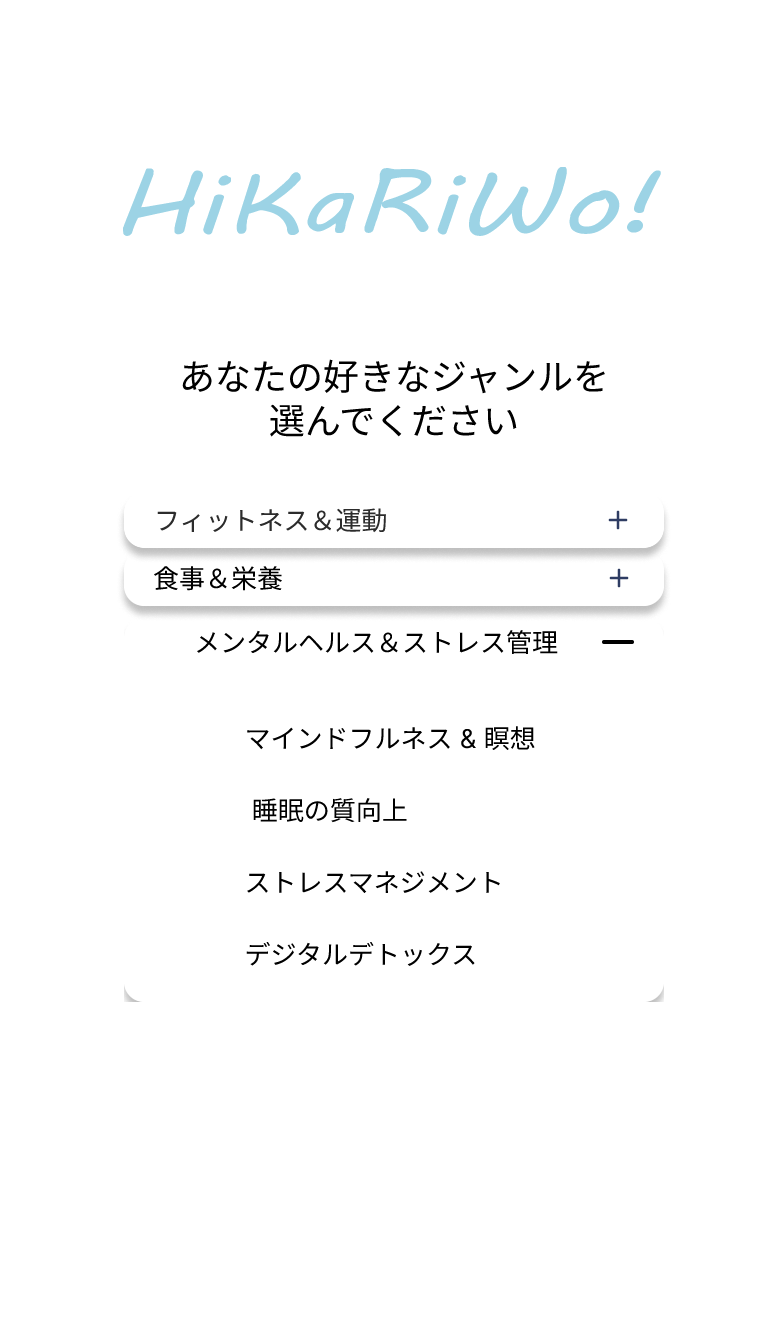 HiKaRiWo!
あなたの好きなジャンルを
選んでください
フィットネス＆運動
食事＆栄養
メンタルヘルス＆ストレス管理
マインドフルネス & 瞑想
睡眠の質向上
ストレスマネジメント
デジタルデトックス